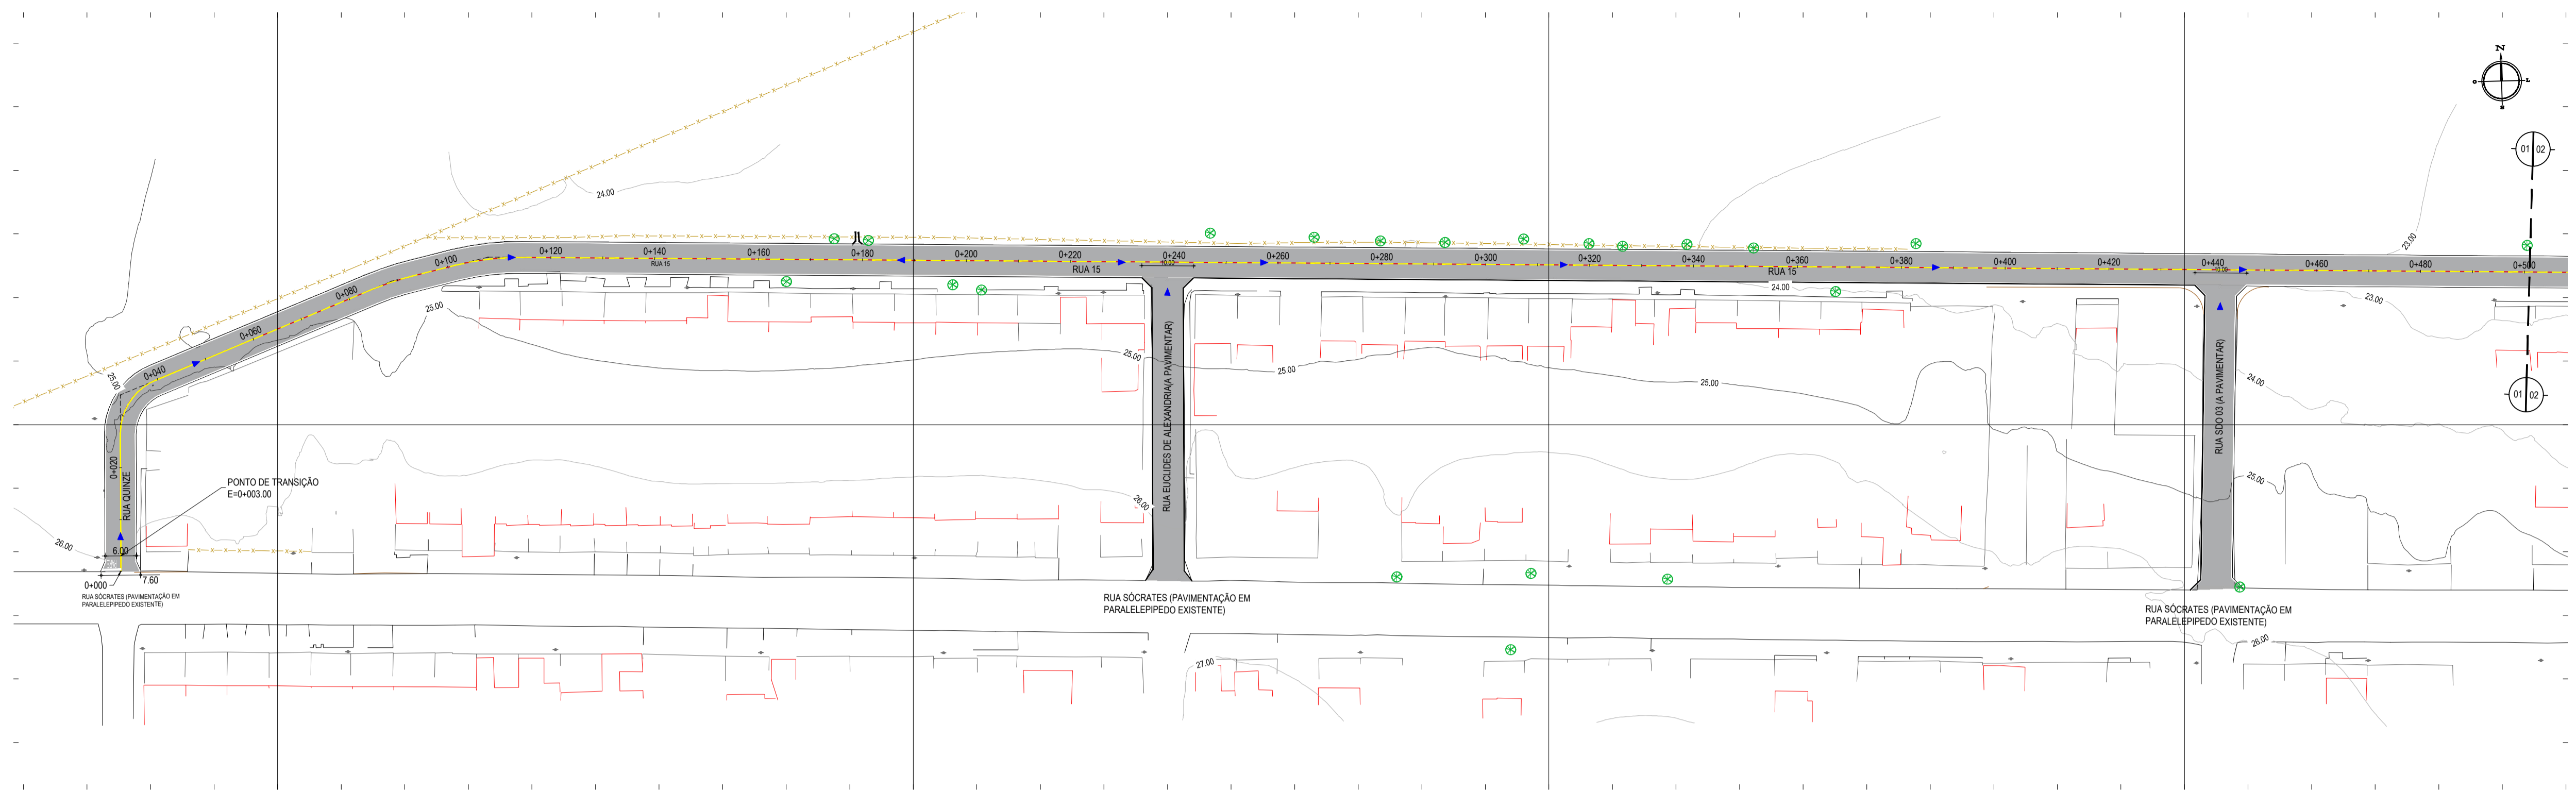 N
O
L
S
01 02
24.00
23.00
0+100
0+120
0+140
0+160
0+180
0+200
0+220
0+240
0+260
0+280
0+300
0+320
0+340
0+360
0+380
0+400
0+420
0+440
0+460
0+480
0+500
RUA 15
RUA 15
10.00
RUA 15
10.00
0+080
0+060
0+040
0+020
25.00
25.00
24.00
23.00
25.00
25.00
25.00
24.00
25.00
01 02
RUA QUINZE
PONTO DE TRANSIÇÃO
E=0+003.00
RUA EUCLIDES DE ALEXANDRIA(A PAVIMENTAR)
RUA SDO 03 (A PAVIMENTAR)
26.00
26.00
6.00
7.60
0+000
RUA SÓCRATES (PAVIMENTAÇÃO EM
PARALELEPIPEDO EXISTENTE)
RUA SÓCRATES (PAVIMENTAÇÃO EM
PARALELEPIPEDO EXISTENTE)
RUA SÓCRATES (PAVIMENTAÇÃO EM
PARALELEPIPEDO EXISTENTE)
27.00
26.00